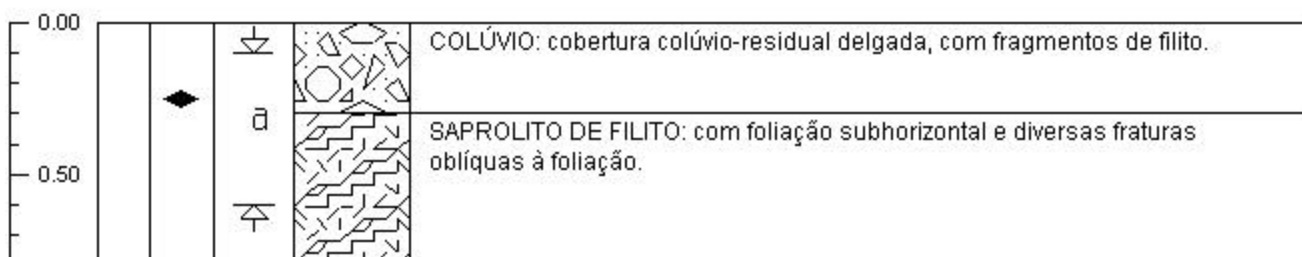 0.00
COLÚVIO: cobertura colúvio-residual delgada, com fragmentos de filito.
a
SAPROLITO DE FILITO: com foliação subhorizontal e diversas fraturas
oblíquas à foliação.
0.50